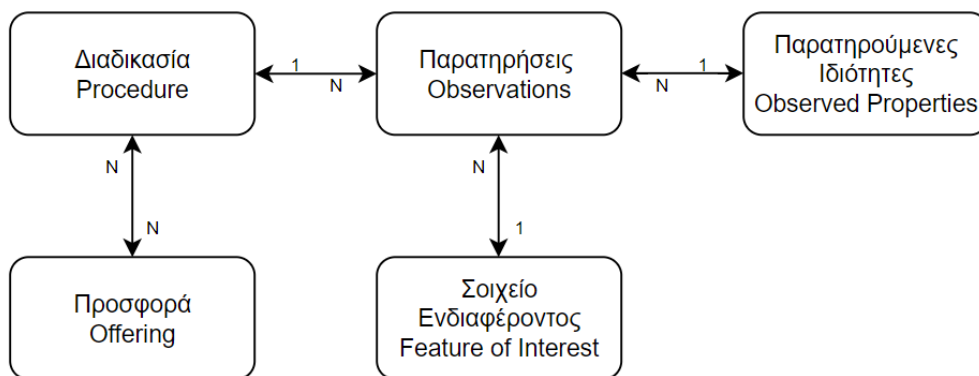 Διαδικασία
Procedure
1
N
Παρατηρήσεις
Observations
N
1
Παρατηρούμενες
Ιδιότητες
Observed Properties
N
N
N
1
Προσφορά
Offering
Σοιχείο
Ενδιαφέροντος
Feature of Interest